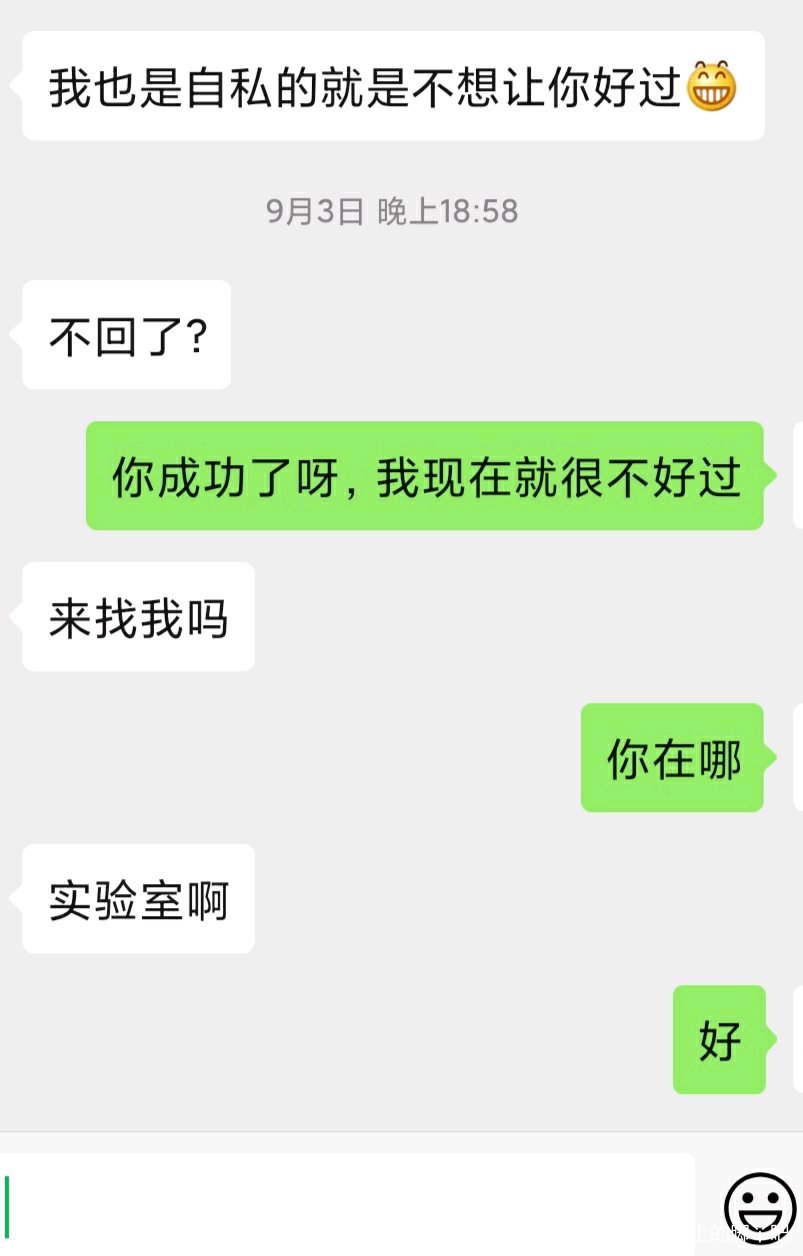 我也是自私的就是不想让你好过😁
9月3日 晚上18:58
不回了?
你成功了呀，我现在就很不好过
来找我吗
你在哪
实验室啊
好